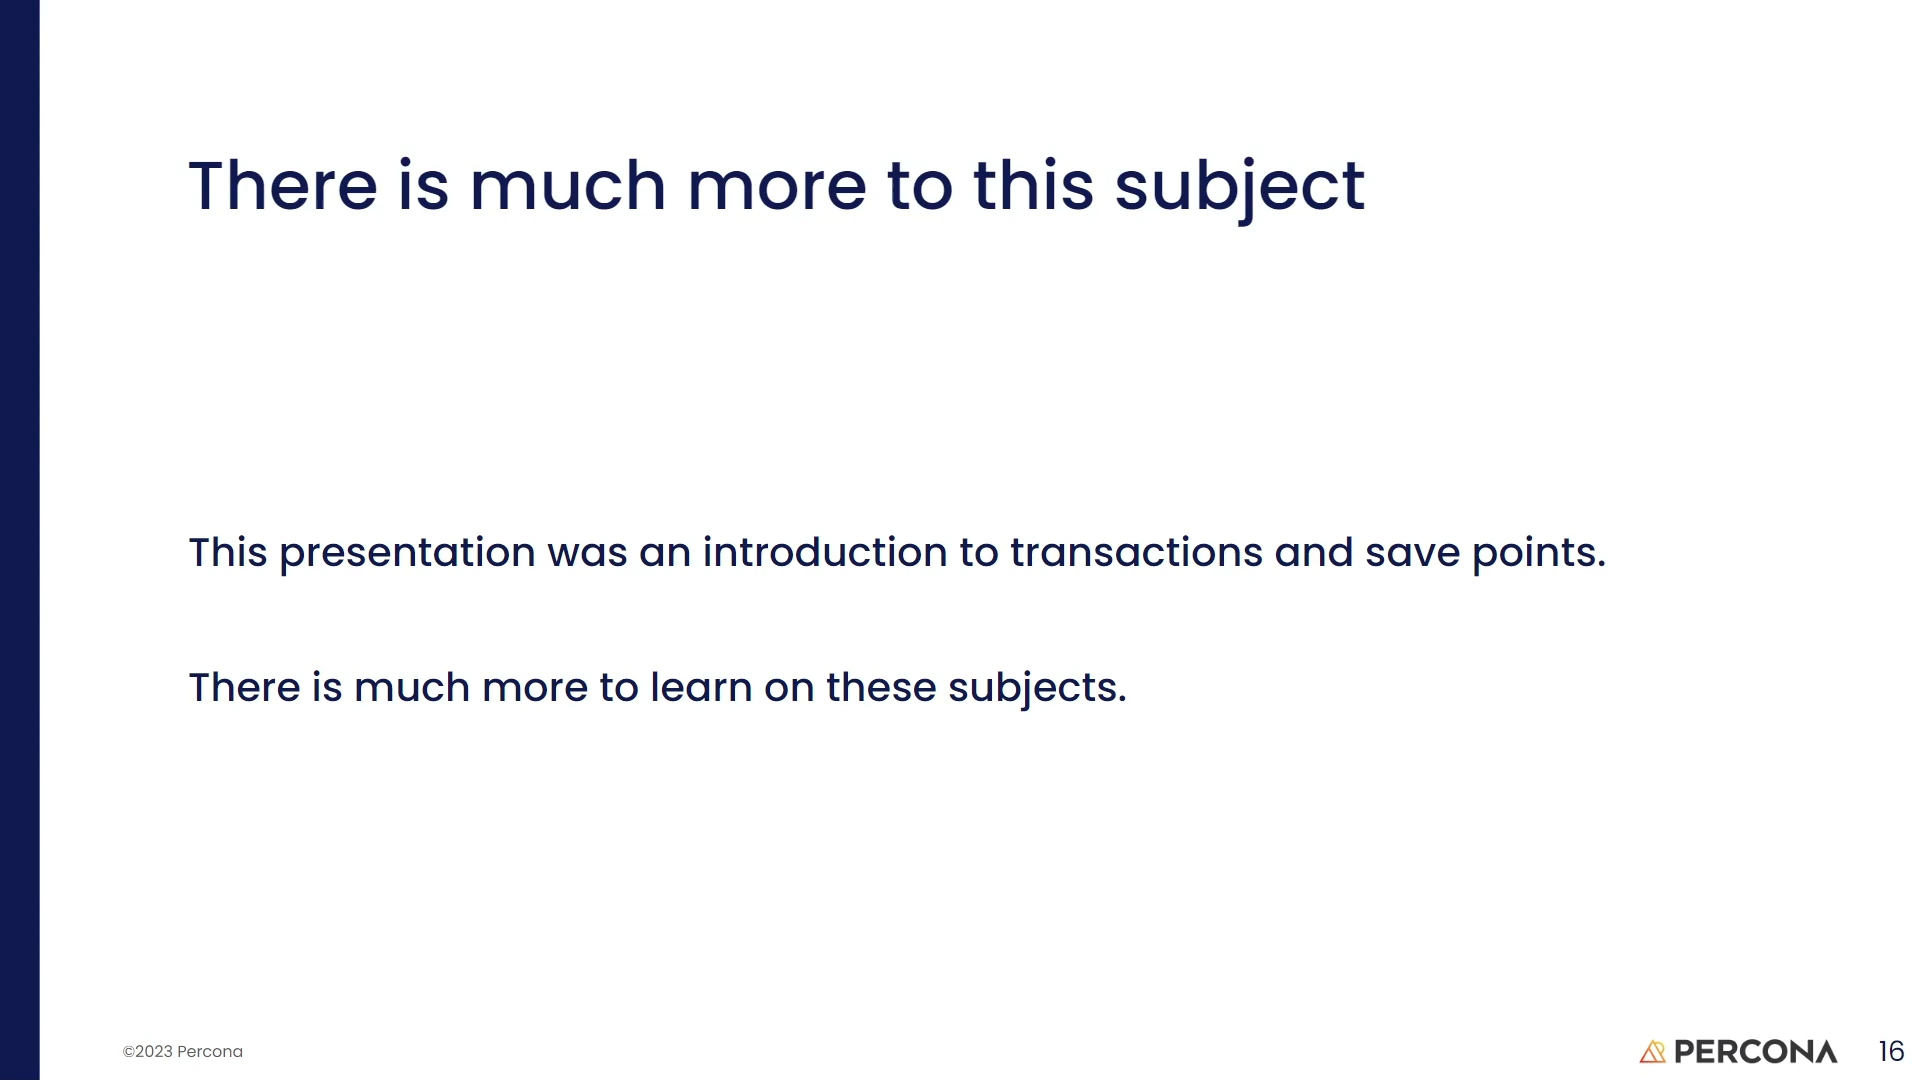 There is much more to this subject
This presentation was an introduction to transactions and save points.
There is much more to learn on these subjects.
©2023 Percona
PERCONA
16